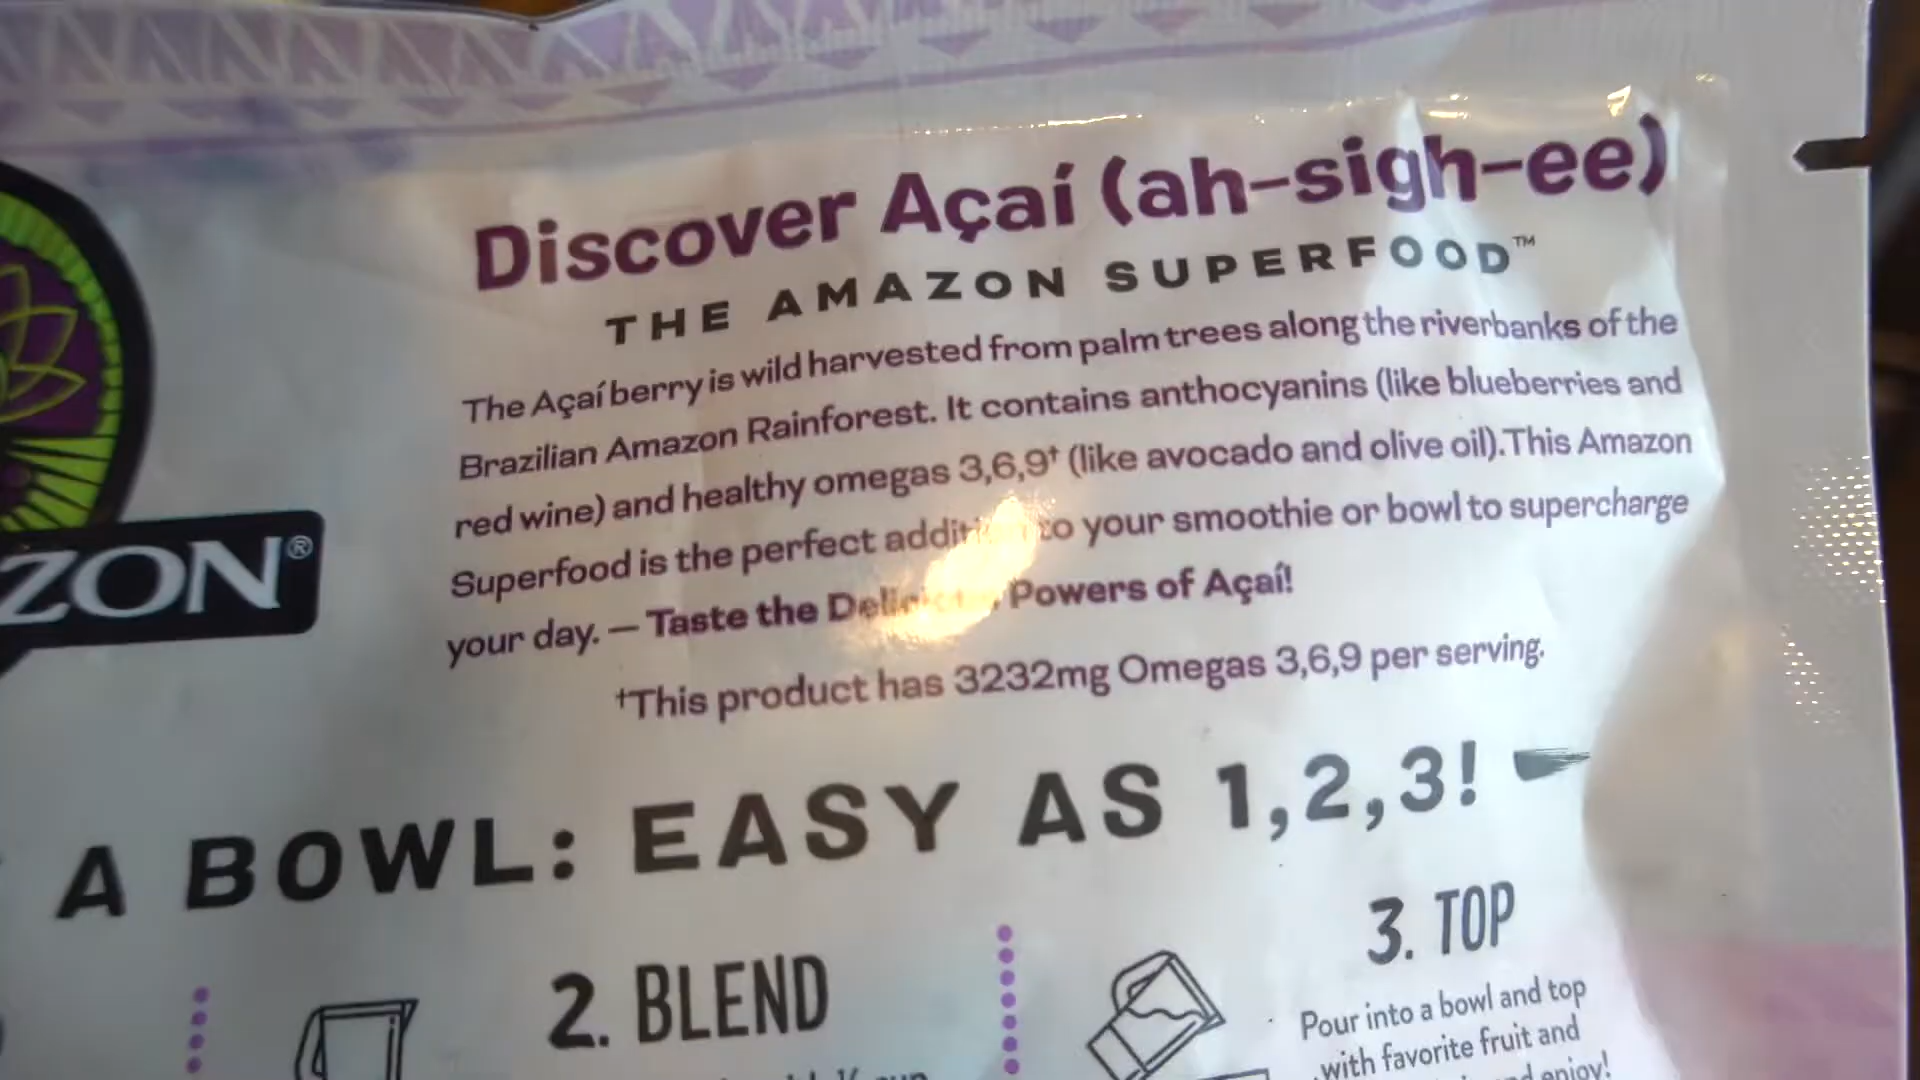 Discover Açaí (ah-sigh-ee)
THE AMAZON SUPERFOOD™
The Açaí berry is wild harvested from palm trees along the riverbanks of the
Brazilian Amazon Rainforest. It contains anthocyanins (like blueberries and
red wine) and healthy omegas 3,6,9† (like avocado and olive oil).This Amazon
Superfood is the perfect addition to your smoothie or bowl to supercharge
your day. — Taste the Powers of Açaí!
†This product has 3232mg Omegas 3,6,9 per serving.
ZON®
A BOWL: EASY AS 1,2,3!
2. BLEND
3. TOP
Pour into a bowl and top
with favorite fruit and
enjoy!